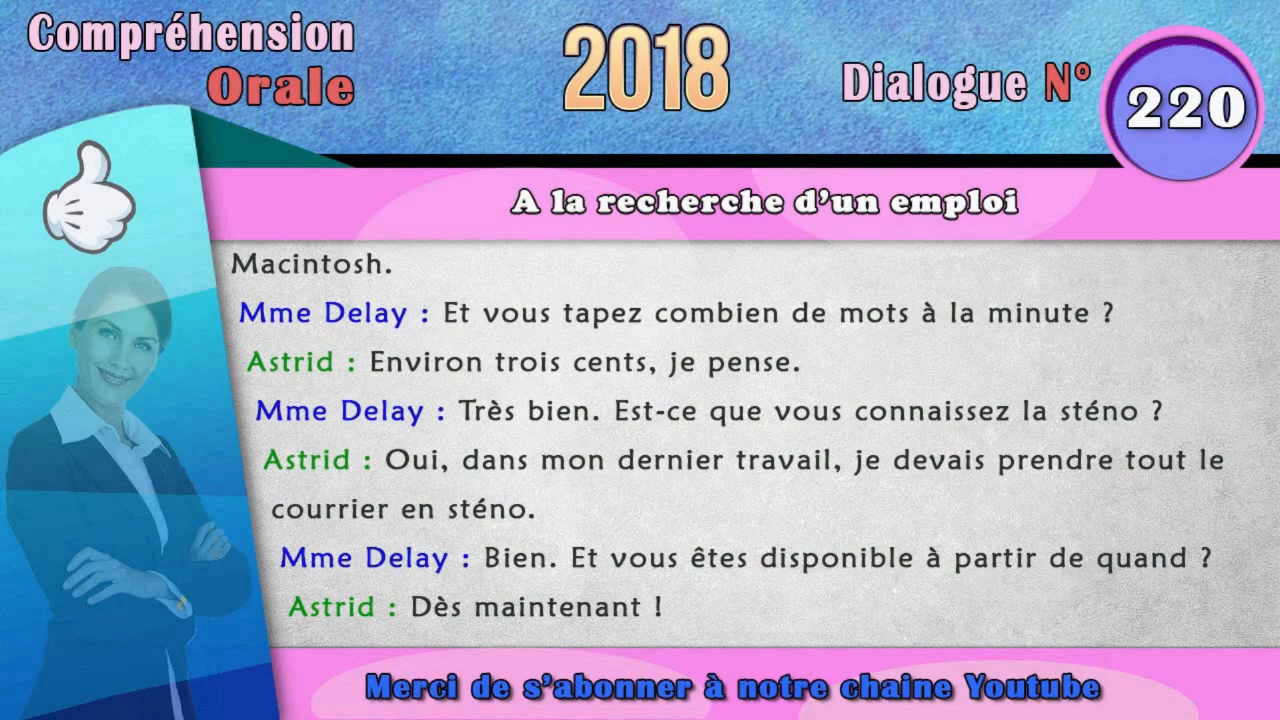 Compréhension
Orale
2018
Dialogue N°
220
A la recherche d'un emploi
Macintosh.
Mme Delay : Et vous tapez combien de mots à la minute ?
Astrid : Environ trois cents, je pense.
Mme Delay : Très bien. Est-ce que vous connaissez la sténo ?
Astrid : Oui, dans mon dernier travail, je devais prendre tout le
courrier en sténo.
Mme Delay : Bien. Et vous êtes disponible à partir de quand ?
Astrid : Dès maintenant !
Merci de s'abonner à notre chaine Youtube